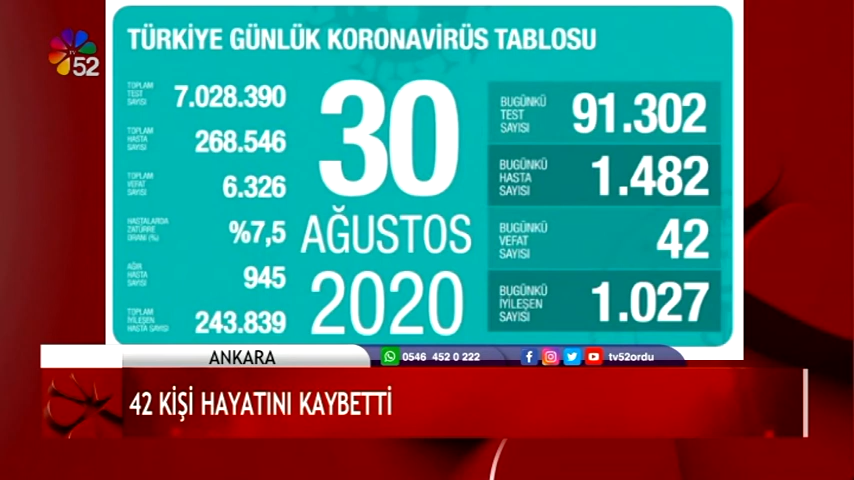 TV
52
TÜRKİYE GÜNLÜK KORONAVİRÜS TABLOSU
TOPLAM
TEST
SAYISI
7.028.390
TOPLAM
HASTA
SAYISI
268.546
TOPLAM
VEFAT
SAYISI
6.326
HASTALARDA
ZATÜRRE
ORANI (%)
%7,5
AĞIR
HASTA
SAYISI
945
TOPLAM
İYİLEŞEN
HASTA SAYISI
243.839
30
AĞUSTOS
2020
BUGÜNKÜ
TEST
SAYISI
91.302
BUGÜNKÜ
HASTA
SAYISI
1.482
BUGÜNKÜ
VEFAT
SAYISI
42
BUGÜNKÜ
İYİLEŞEN
SAYISI
1.027
ANKARA
0546 452 0 222
tv52ordu
42 KİŞİ HAYATINI KAYBETTİ